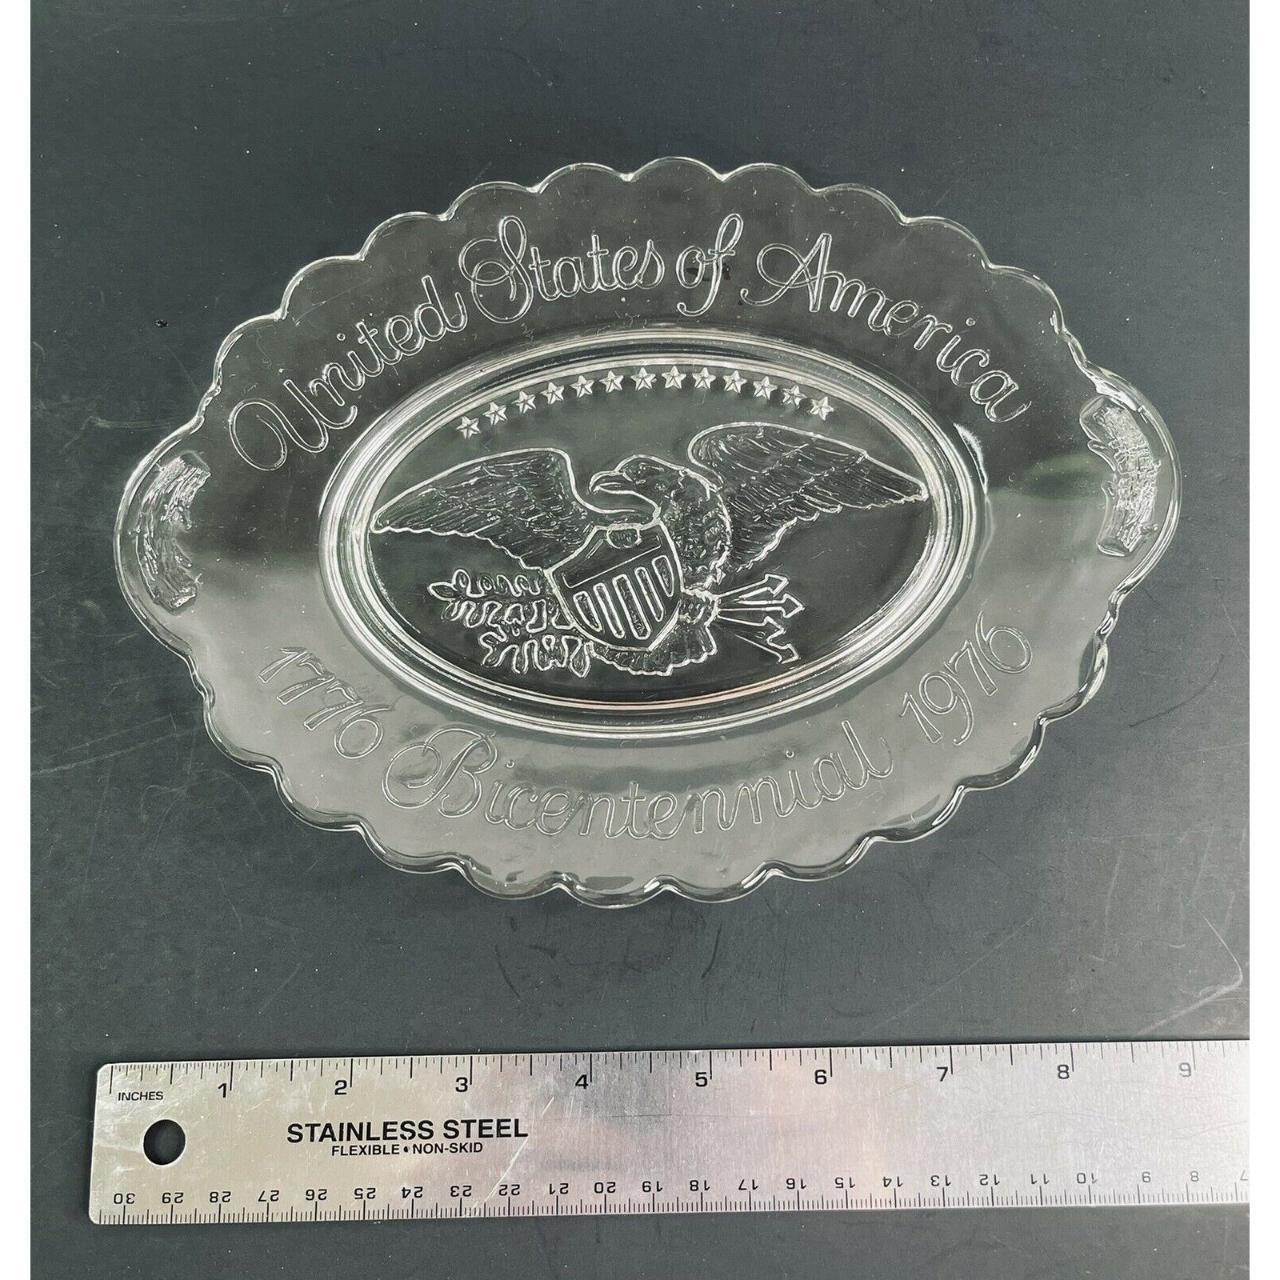 United States of America
1776 Bicentennial 1976
1 2 3 4 5 6 7 8 9
INCHES
STAINLESS STEEL
FLEXIBLE • NON-SKID
30 29 28 27 26 25 24 23 22 21 20 19 18 17 16 15 14 13 12 11 10 9 8 7